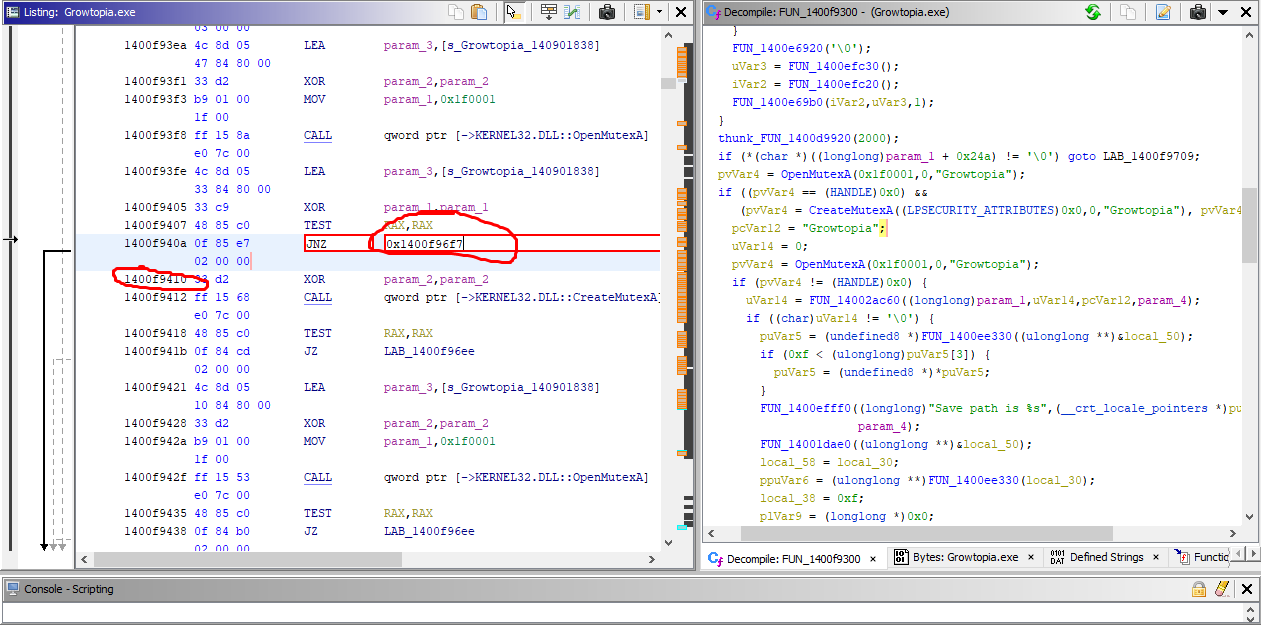 Listing: Growtopia.exe
03 00 00
1400f93ea 4c 8d 05 LEA param_3,[s_Growtopia_140901838]
47 84 80 00
1400f93f1 33 d2 XOR param_2,param_2
1400f93f3 b9 01 00 MOV param_1,0x1f0001
1f 00
1400f93f8 ff 15 8a CALL qword ptr [->KERNEL32.DLL::OpenMutexA]
e0 7c 00
1400f93fe 4c 8d 05 LEA param_3,[s_Growtopia_140901838]
33 84 80 00
1400f9405 33 c9 XOR param_1,param_1
1400f9407 48 85 c0 TEST RAX,RAX
1400f940a 0f 85 e7 JNZ 0x1400f96f7
02 00 00
1400f9410 33 d2 XOR param_2,param_2
1400f9412 ff 15 68 CALL qword ptr [->KERNEL32.DLL::CreateMutexA]
e0 7c 00
1400f9418 48 85 c0 TEST RAX,RAX
1400f941b 0f 84 cd JZ LAB_1400f96ee
02 00 00
1400f9421 4c 8d 05 LEA param_3,[s_Growtopia_140901838]
10 84 80 00
1400f9428 33 d2 XOR param_2,param_2
1400f942a b9 01 00 MOV param_1,0x1f0001
1f 00
1400f942f ff 15 53 CALL qword ptr [->KERNEL32.DLL::OpenMutexA]
e0 7c 00
1400f9435 48 85 c0 TEST RAX,RAX
1400f9438 0f 84 b0 JZ LAB_1400f96ee
02 00 00
Decompile: FUN_1400f9300 - (Growtopia.exe)
}
FUN_1400e6920('\0');
uVar3 = FUN_1400efc30();
iVar2 = FUN_1400efc20();
FUN_1400e69b0(iVar2,uVar3,1);
}
thunk_FUN_1400d9920(2000);
if (*(char *)((longlong)param_1 + 0x24a) != '\0') goto LAB_1400f9709;
pvVar4 = OpenMutexA(0x1f0001,0,"Growtopia");
if ((pvVar4 == (HANDLE)0x0) &&
(pvVar4 = CreateMutexA((LPSECURITY_ATTRIBUTES)0x0,0,"Growtopia"), pvVar4
pcVar12 = "Growtopia";
uVar14 = 0;
pvVar4 = OpenMutexA(0x1f0001,0,"Growtopia");
if (pvVar4 != (HANDLE)0x0) {
uVar14 = FUN_14002ac60((longlong)param_1,uVar14,pcVar12,param_4);
if ((char)uVar14 != '\0') {
puVar5 = (undefined8 *)FUN_1400ee330((ulonglong **)&local_50);
if (0xf < (ulonglong)puVar5[3]) {
puVar5 = (undefined8 *)*puVar5;
}
FUN_1400efff0((longlong)"Save path is %s",(__crt_locale_pointers *)pu
param_4);
FUN_14001dae0((ulonglong **)&local_50);
local_58 = local_30;
ppuVar6 = (ulonglong **)FUN_1400ee330(local_30);
local_38 = 0xf;
plVar9 = (longlong *)0x0;
Decompile: FUN_1400f9300 × Bytes: Growtopia.exe × Defined Strings × Functio
Console - Scripting